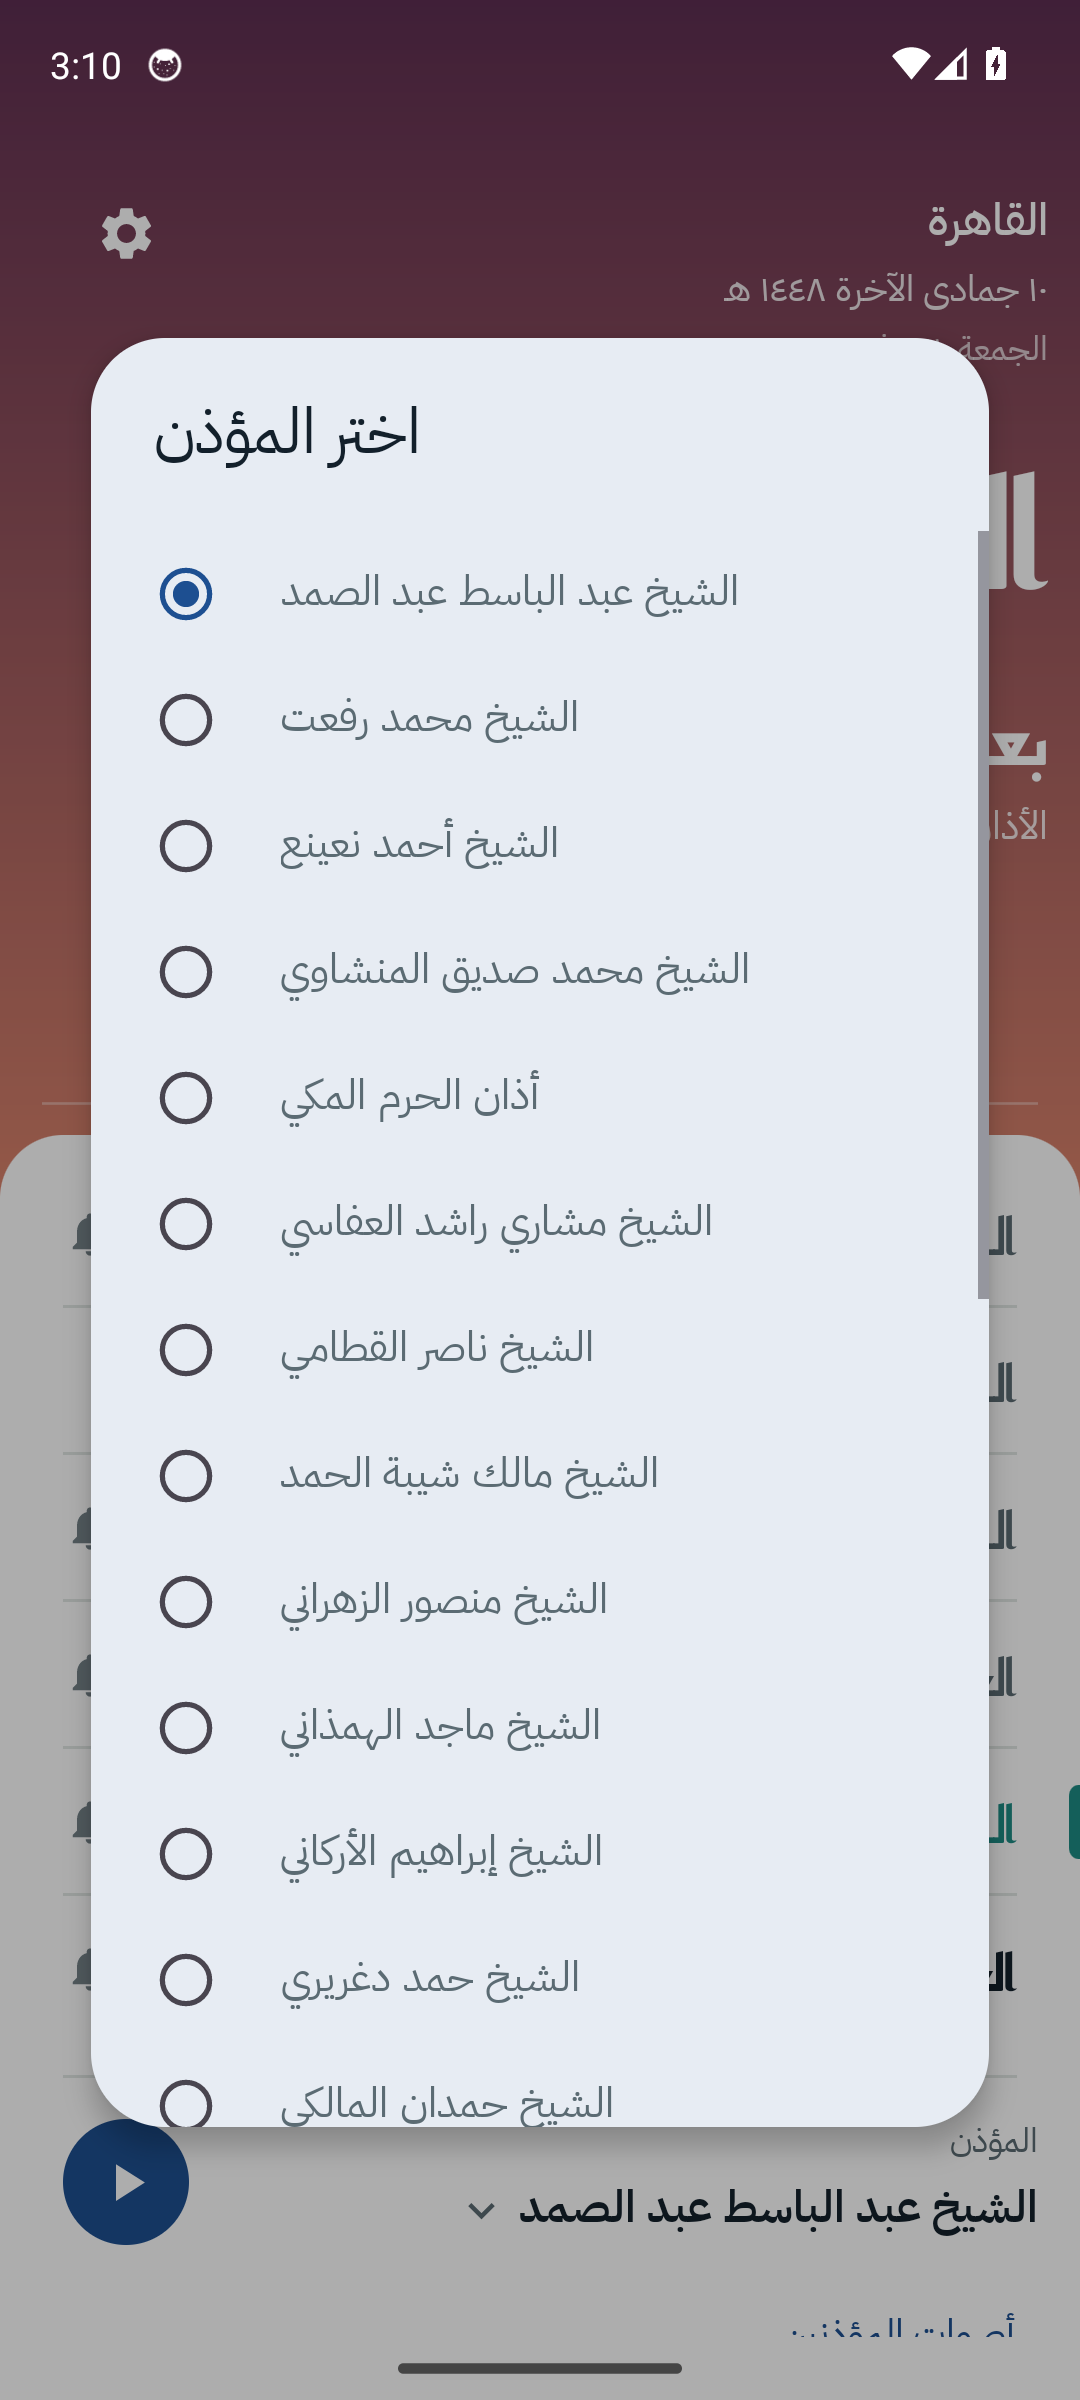 3:10
القاهرة
١٠ جمادى الآخرة ١٤٤٨ هـ
الجمعة
اختر المؤذن
الشيخ عبد الباسط عبد الصمد
الشيخ محمد رفعت
الشيخ أحمد نعينع
الشيخ محمد صديق المنشاوي
أذان الحرم المكي
الشيخ مشاري راشد العفاسي
الشيخ ناصر القطامي
الشيخ مالك شيبة الحمد
الشيخ منصور الزهراني
الشيخ ماجد الهمذاني
الشيخ إبراهيم الأركاني
الشيخ حمد دغريري
الشيخ حمدان المالكي
المؤذن
الشيخ عبد الباسط عبد الصمد
أصوات المؤذنين